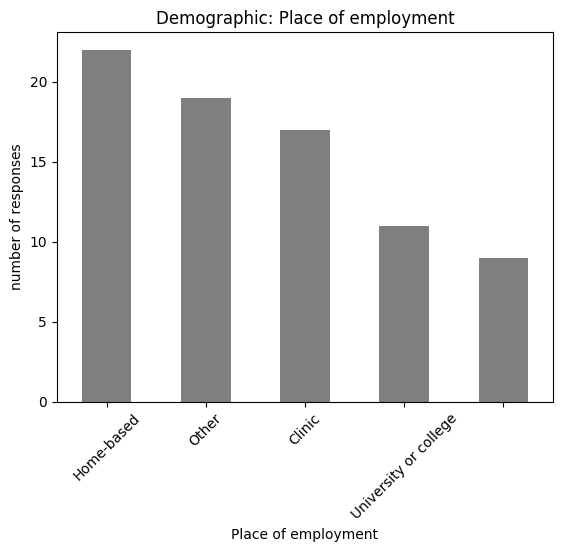 Demographic: Place of employment
number of responses
20
15
10
5
0
Home-based
Other
Clinic
University or college
Place of employment